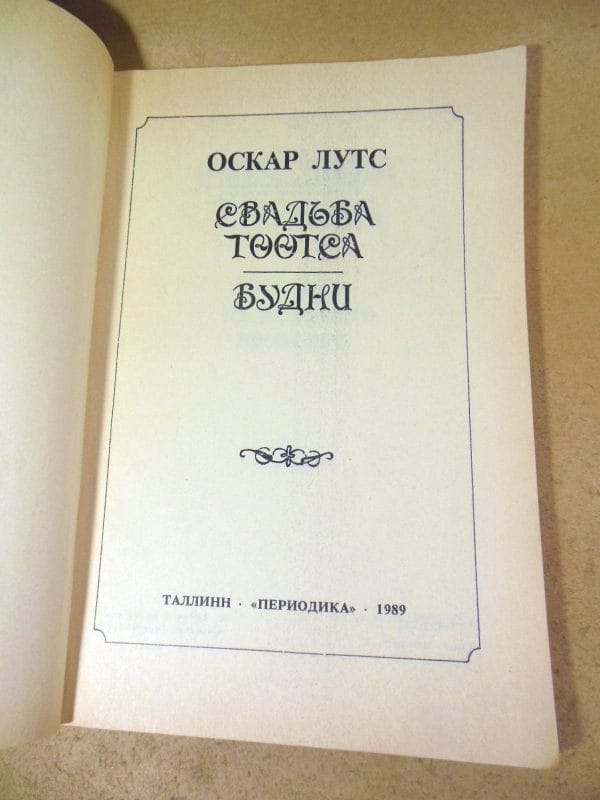 ОСКАР ЛУТС
СВАДЬБА
ТООТСА
БУДНИ
ТАЛЛИНН · «ПЕРИОДИКА» · 1989